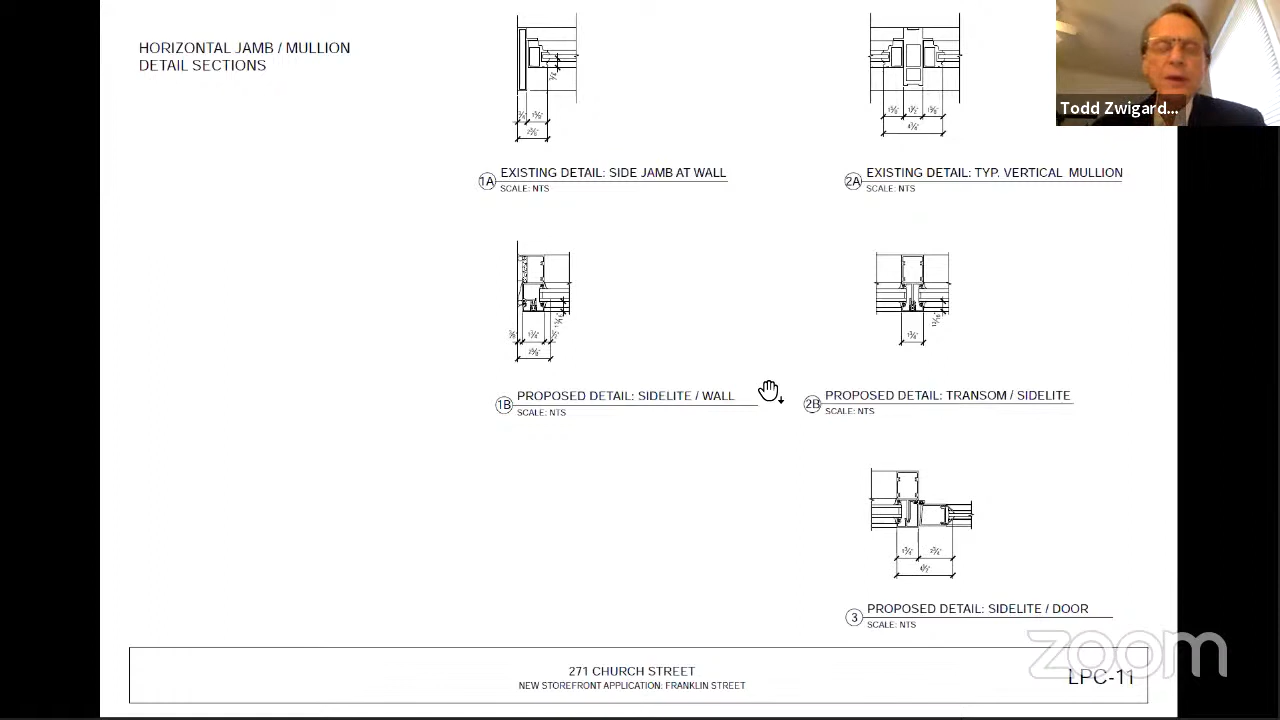 HORIZONTAL JAMB / MULLION
DETAIL SECTIONS
Todd Zwigard...
1A EXISTING DETAIL: SIDE JAMB AT WALL
SCALE: NTS
2A EXISTING DETAIL: TYP. VERTICAL MULLION
SCALE: NTS
1B PROPOSED DETAIL: SIDELITE / WALL
SCALE: NTS
2B PROPOSED DETAIL: TRANSOM / SIDELITE
SCALE: NTS
3 PROPOSED DETAIL: SIDELITE / DOOR
SCALE: NTS
zoom
271 CHURCH STREET
NEW STOREFRONT APPLICATION: FRANKLIN STREET
LPC-11